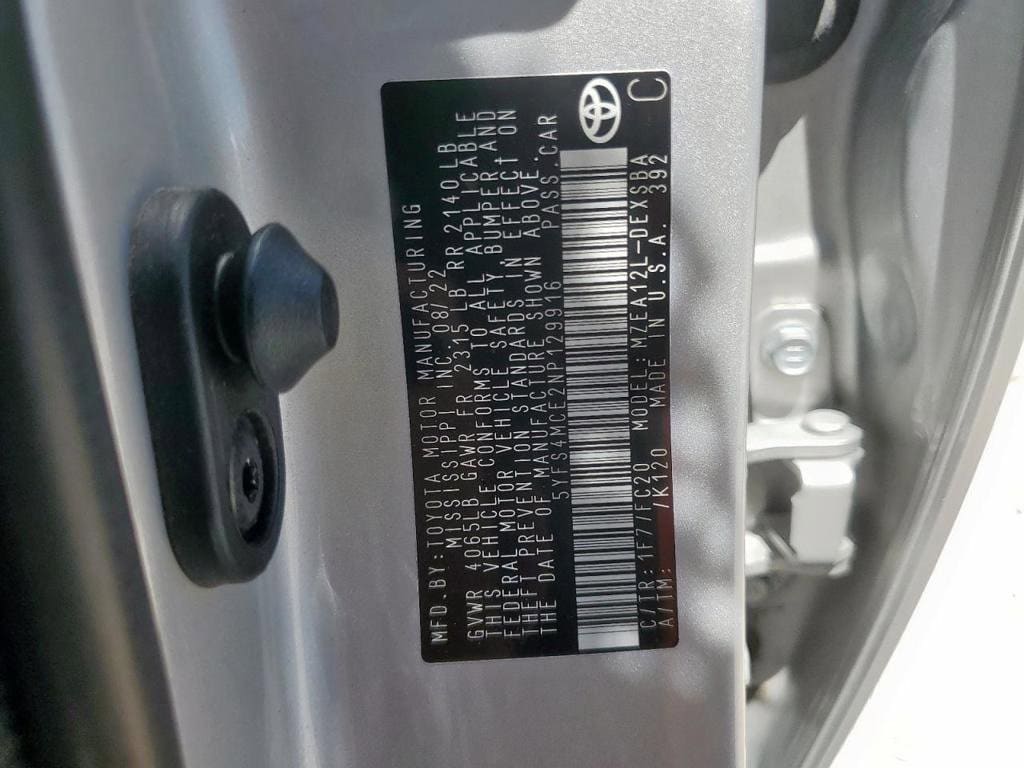 MFD.BY:TOYOTA MOTOR MANUFACTURING
MISSISSIPPI INC. 08/22
GVWR 4065LB GAWR FR 2315 LB RR 2140LB
THIS VEHICLE CONFORMS TO ALL APPLICABLE
FEDERAL MOTOR VEHICLE SAFETY, BUMPER, AND
THEFT PREVENTION STANDARDS IN EFFECT ON
THE DATE OF MANUFACTURE SHOWN ABOVE.
5YFS4MCE2NP129916 PASS.CAR
C/TR: 1F7/FC20 MODEL: MZEA12L-DEXSBA
A/TM: /K120 MADE IN U.S.A. 392
C